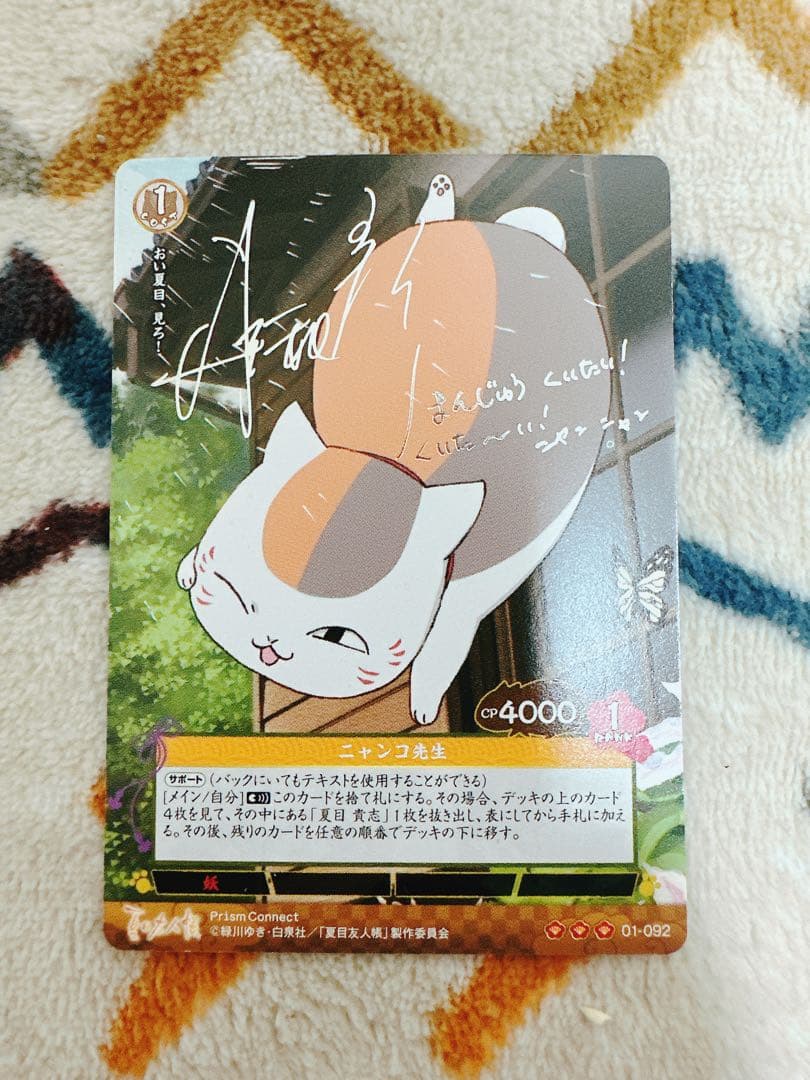 1
COST
おい夏目、見ろ!…
まんじゅう くいたい!
くいた〜い! ニャンニャン。
CP4000
1
RANK
ニャンコ先生
サポート (バックにいてもテキストを使用することができる)
[メイン/自分] このカードを捨て札にする。その場合、デッキの上のカード
4枚を見て、その中にある「夏目 貴志」1枚を抜き出し、表にしてから手札に加え
る。その後、残りのカードを任意の順番でデッキの下に移す。
妖
夏目友人帳
Prism Connect
©緑川ゆき・白泉社/「夏目友人帳」製作委員会
01-092